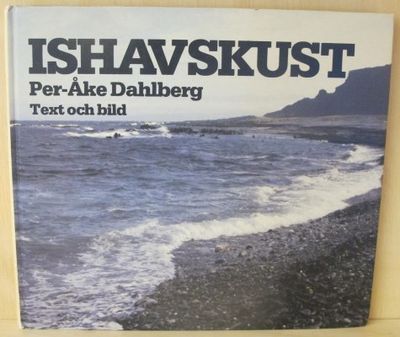 ISHAVSKUST
Per-Åke Dahlberg
Text och bild